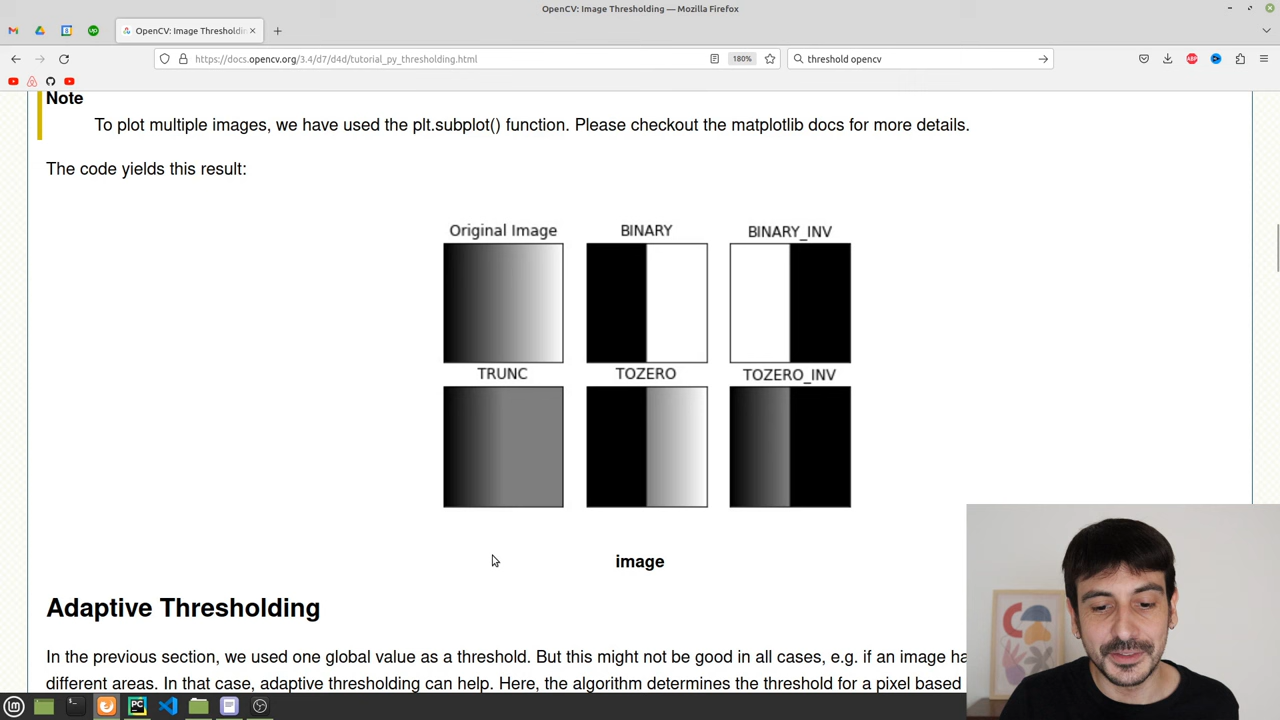 OpenCV: Image Thresholding — Mozilla Firefox
OpenCV: Image Thresholdin
https://docs.opencv.org/3.4/d7/d4d/tutorial_py_thresholding.html
180%
threshold opencv
Note
To plot multiple images, we have used the plt.subplot() function. Please checkout the matplotlib docs for more details.
The code yields this result:
Original Image BINARY BINARY_INV
TRUNC TOZERO TOZERO_INV
image
Adaptive Thresholding
In the previous section, we used one global value as a threshold. But this might not be good in all cases, e.g. if an image ha
different areas. In that case, adaptive thresholding can help. Here, the algorithm determines the threshold for a pixel based